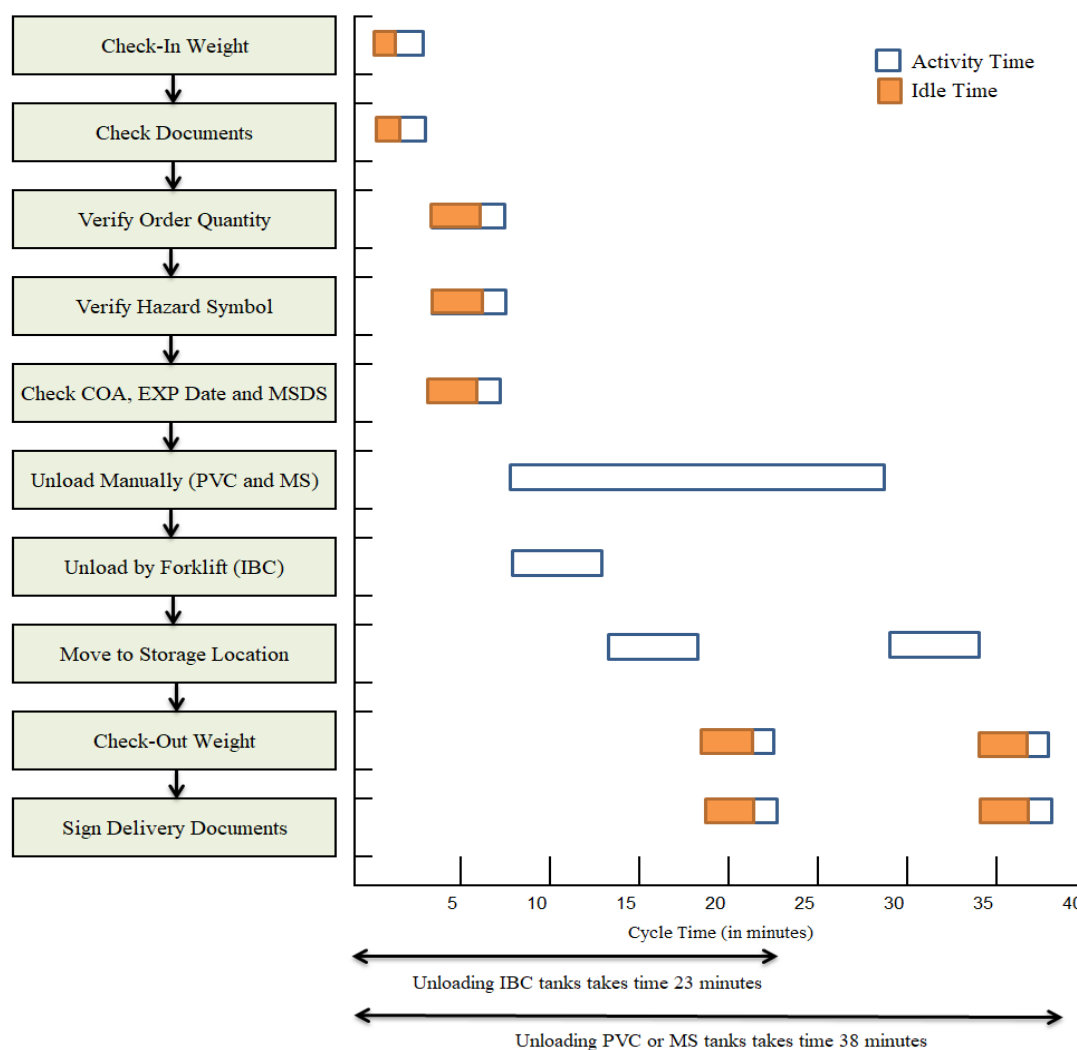 Check-In Weight
Activity Time
Idle Time
Check Documents
Verify Order Quantity
Verify Hazard Symbol
Check COA, EXP Date and MSDS
Unload Manually (PVC and MS)
Unload by Forklift (IBC)
Move to Storage Location
Check-Out Weight
Sign Delivery Documents
5 10 15 20 25 30 35 40
Cycle Time (in minutes)
Unloading IBC tanks takes time 23 minutes
Unloading PVC or MS tanks takes time 38 minutes